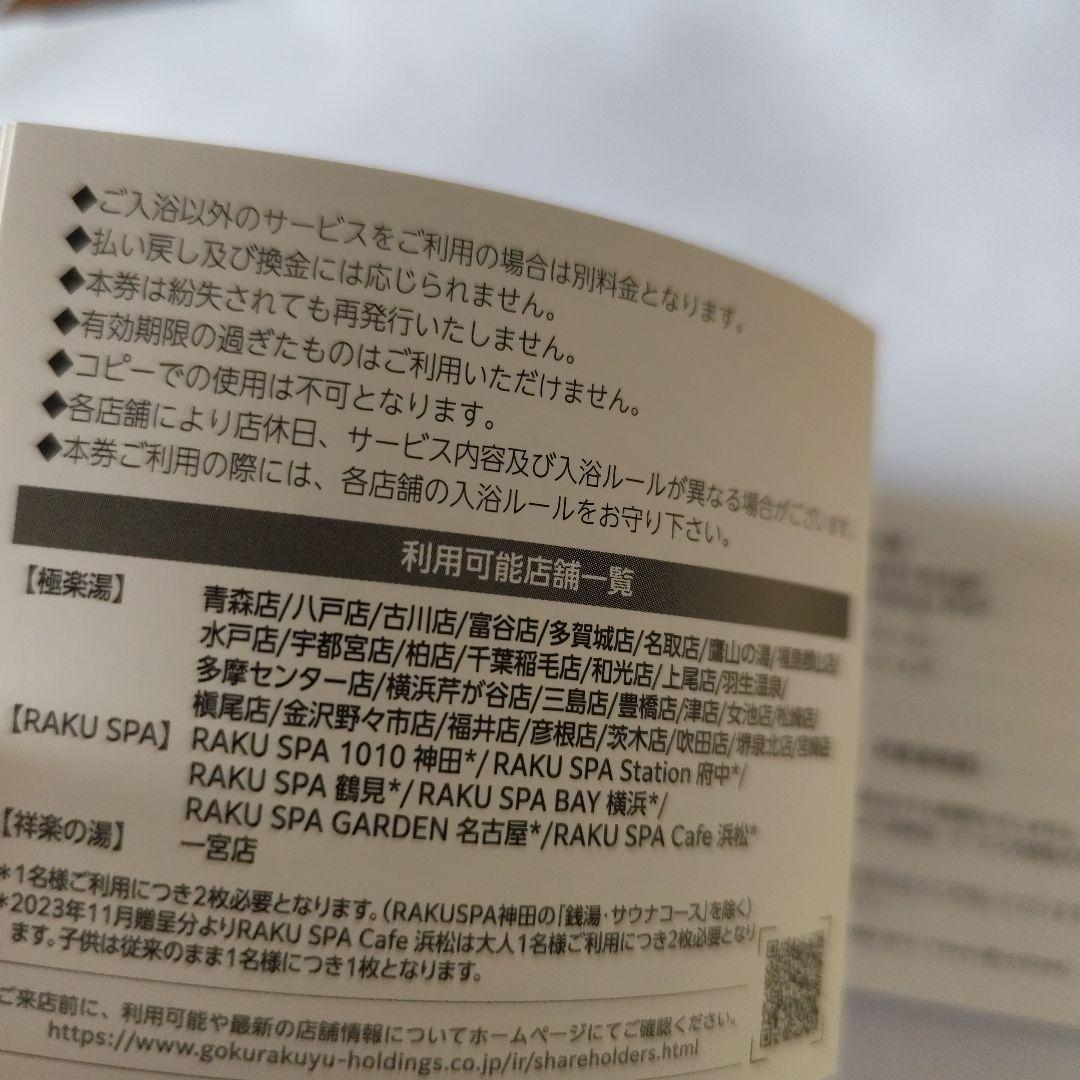 ◆ご入浴以外のサービスをご利用の場合は別料金となります。
◆払い戻し及び換金には応じられません。
◆本券は紛失されても再発行いたしません。
◆有効期限の過ぎたものはご利用いただけません。
◆コピーでの使用は不可となります。
◆各店舗により店休日、サービス内容及び入浴ルールが異なる場合がございます。
◆本券ご利用の際には、各店舗の入浴ルールをお守り下さい。
利用可能店舗一覧
【極楽湯】 青森店/八戸店/古川店/富谷店/多賀城店/名取店/鷹山の湯/福島郡山店/
水戸店/宇都宮店/柏店/千葉稲毛店/和光店/上尾店/羽生温泉/
多摩センター店/横浜芹が谷店/三島店/豊橋店/津店/女池店/松崎店/
槇尾店/金沢野々市店/福井店/彦根店/茨木店/吹田店/堺泉北店/宮崎店
【RAKU SPA】 RAKU SPA 1010 神田*/RAKU SPA Station 府中*/
RAKU SPA 鶴見*/RAKU SPA BAY 横浜*/
RAKU SPA GARDEN 名古屋*/RAKU SPA Cafe 浜松*
【祥楽の湯】 一宮店
*1名様ご利用につき2枚必要となります。(RAKUSPA神田の「銭湯・サウナコース」を除く)
*2023年11月贈呈分よりRAKU SPA Cafe 浜松は大人1名様ご利用につき2枚必要となり
ます。子供は従来のまま1名様につき1枚となります。
ご来店前に、利用可能や最新の店舗情報についてホームページにてご確認ください。
https://www.gokurakuyu-holdings.co.jp/ir/shareholders.html